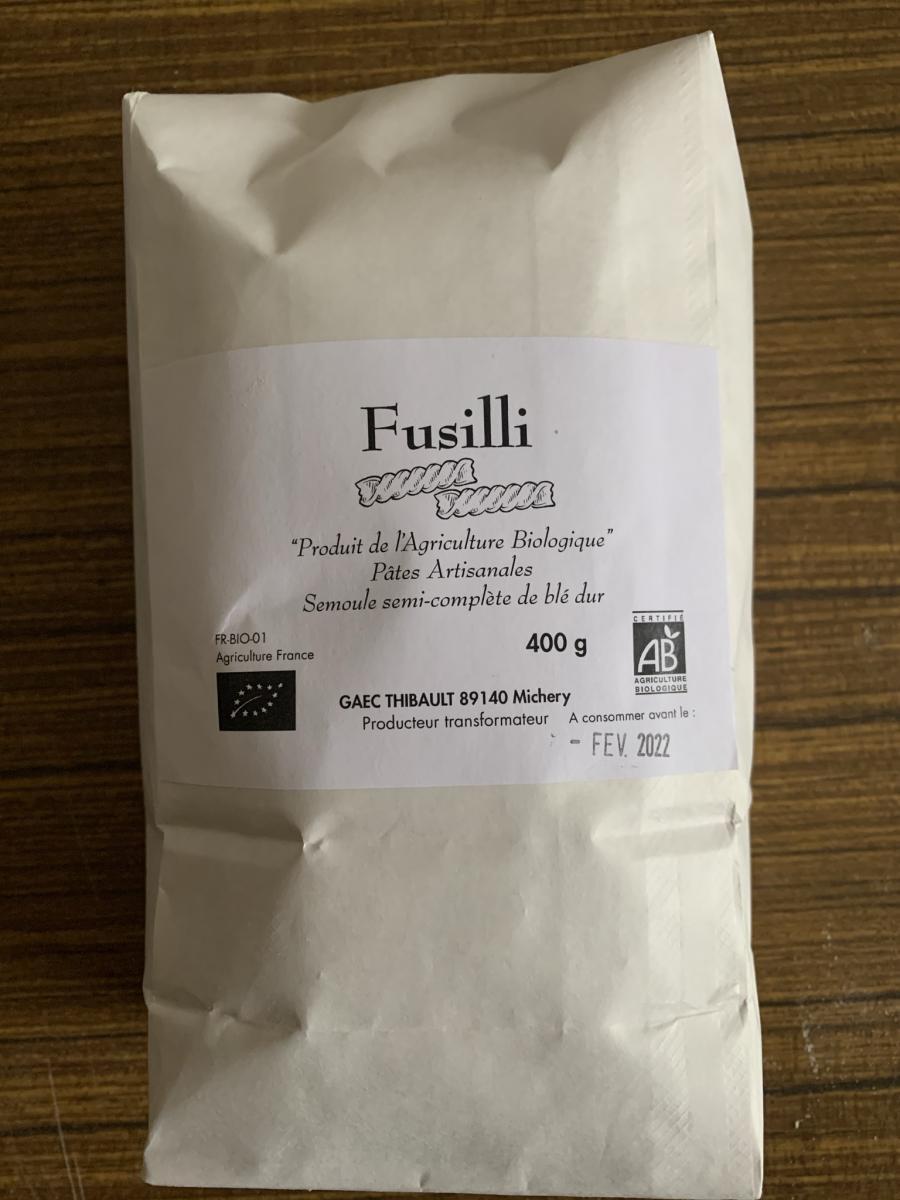 Fusilli
“Produit de l'Agriculture Biologique”
Pâtes Artisanales
Semoule semi-complète de blé dur
FR-BIO-01
Agriculture France
400 g
CERTIFIÉ
AB
AGRICULTURE
BIOLOGIQUE
GAEC THIBAULT 89140 Michery
Producteur transformateur
A consommer avant le :
- FEV. 2022